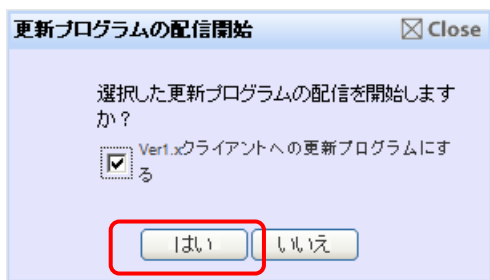 更新プログラムの配信開始
Close
選択した更新プログラムの配信を開始します
か？
Ver1.xクライアントへの更新プログラムにす
る
はい
いいえ